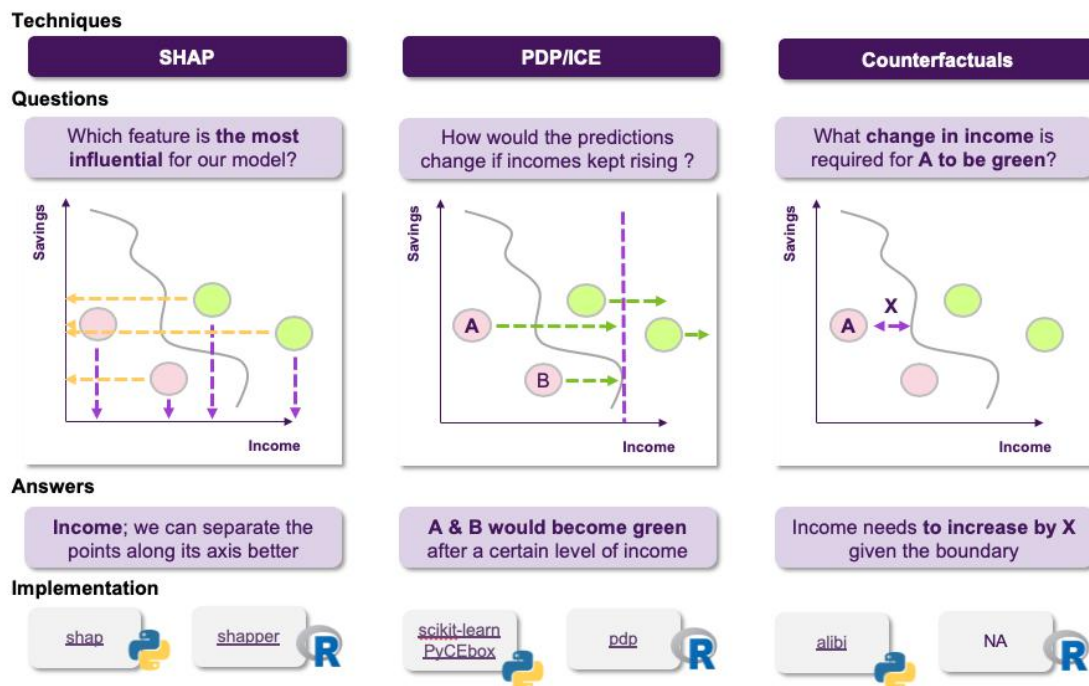 Techniques
SHAP
PDP/ICE
Counterfactuals
Questions
Which feature is the most
influential for our model?
How would the predictions
change if incomes kept rising ?
What change in income is
required for A to be green?
Savings
Income
Savings
A
B
Income
Savings
A
X
Income
Answers
Income; we can separate the
points along its axis better
A & B would become green
after a certain level of income
Income needs to increase by X
given the boundary
Implementation
shap
shapper
R
scikit-learn
PyCEbox
pdp
R
alibi
NA
R